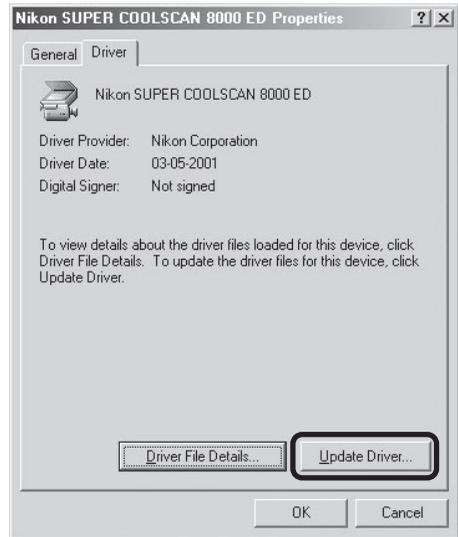 Nikon SUPER COOLSCAN 8000 ED Properties
General Driver
Nikon SUPER COOLSCAN 8000 ED
Driver Provider: Nikon Corporation
Driver Date: 03-05-2001
Digital Signer: Not signed
To view details about the driver files loaded for this device, click
Driver File Details. To update the driver files for this device, click
Update Driver.
Driver File Details... Update Driver...
OK Cancel